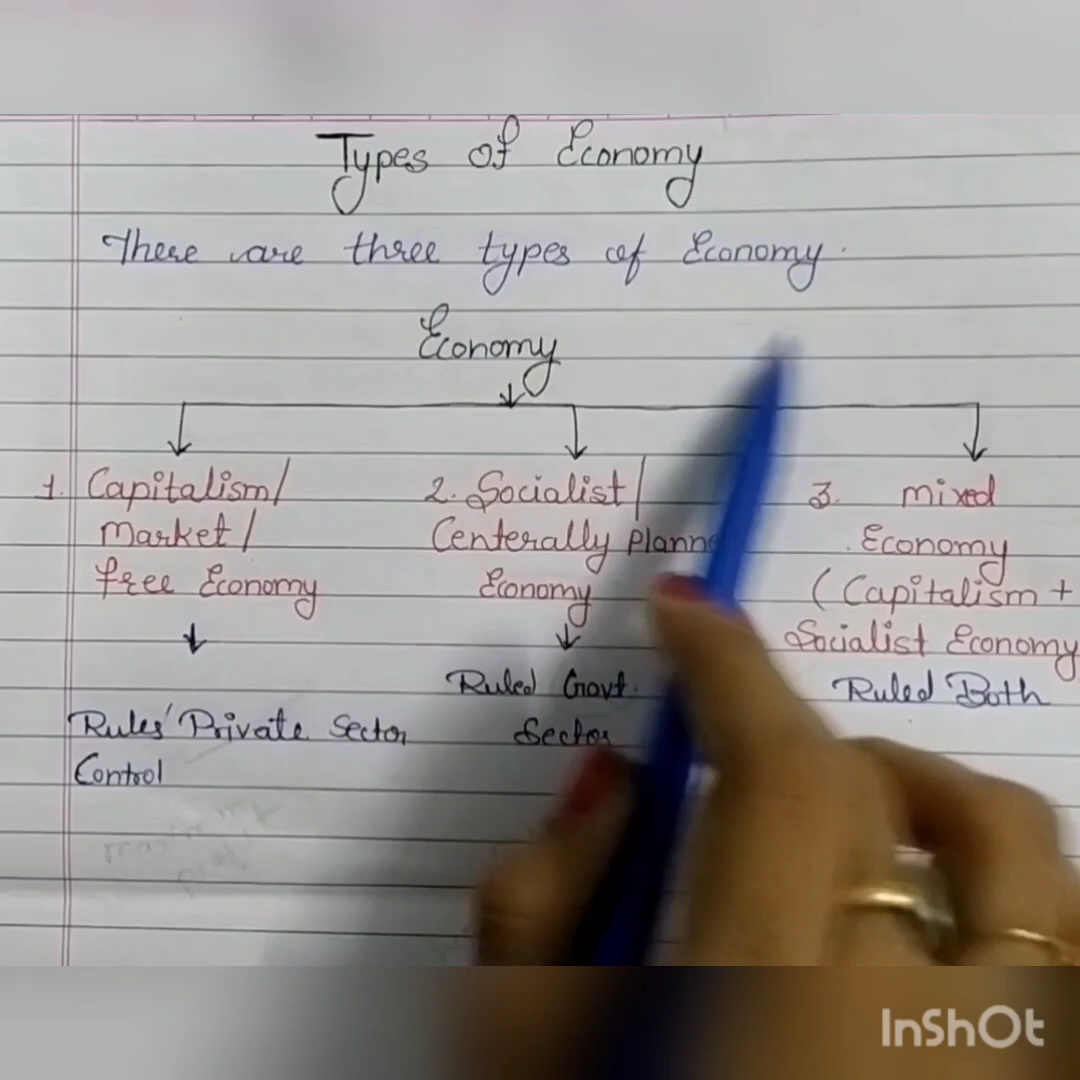 Types of Economy
There are three types of Economy.
Economy
1. Capitalism/
Market/
free Economy
2. Socialist/
Centerally Planne
Economy
3. mixed
Economy
(Capitalism +
Socialist Economy
Rules' Private Sector
Control
Ruled Govt.
Sector
Ruled Both
InShOt